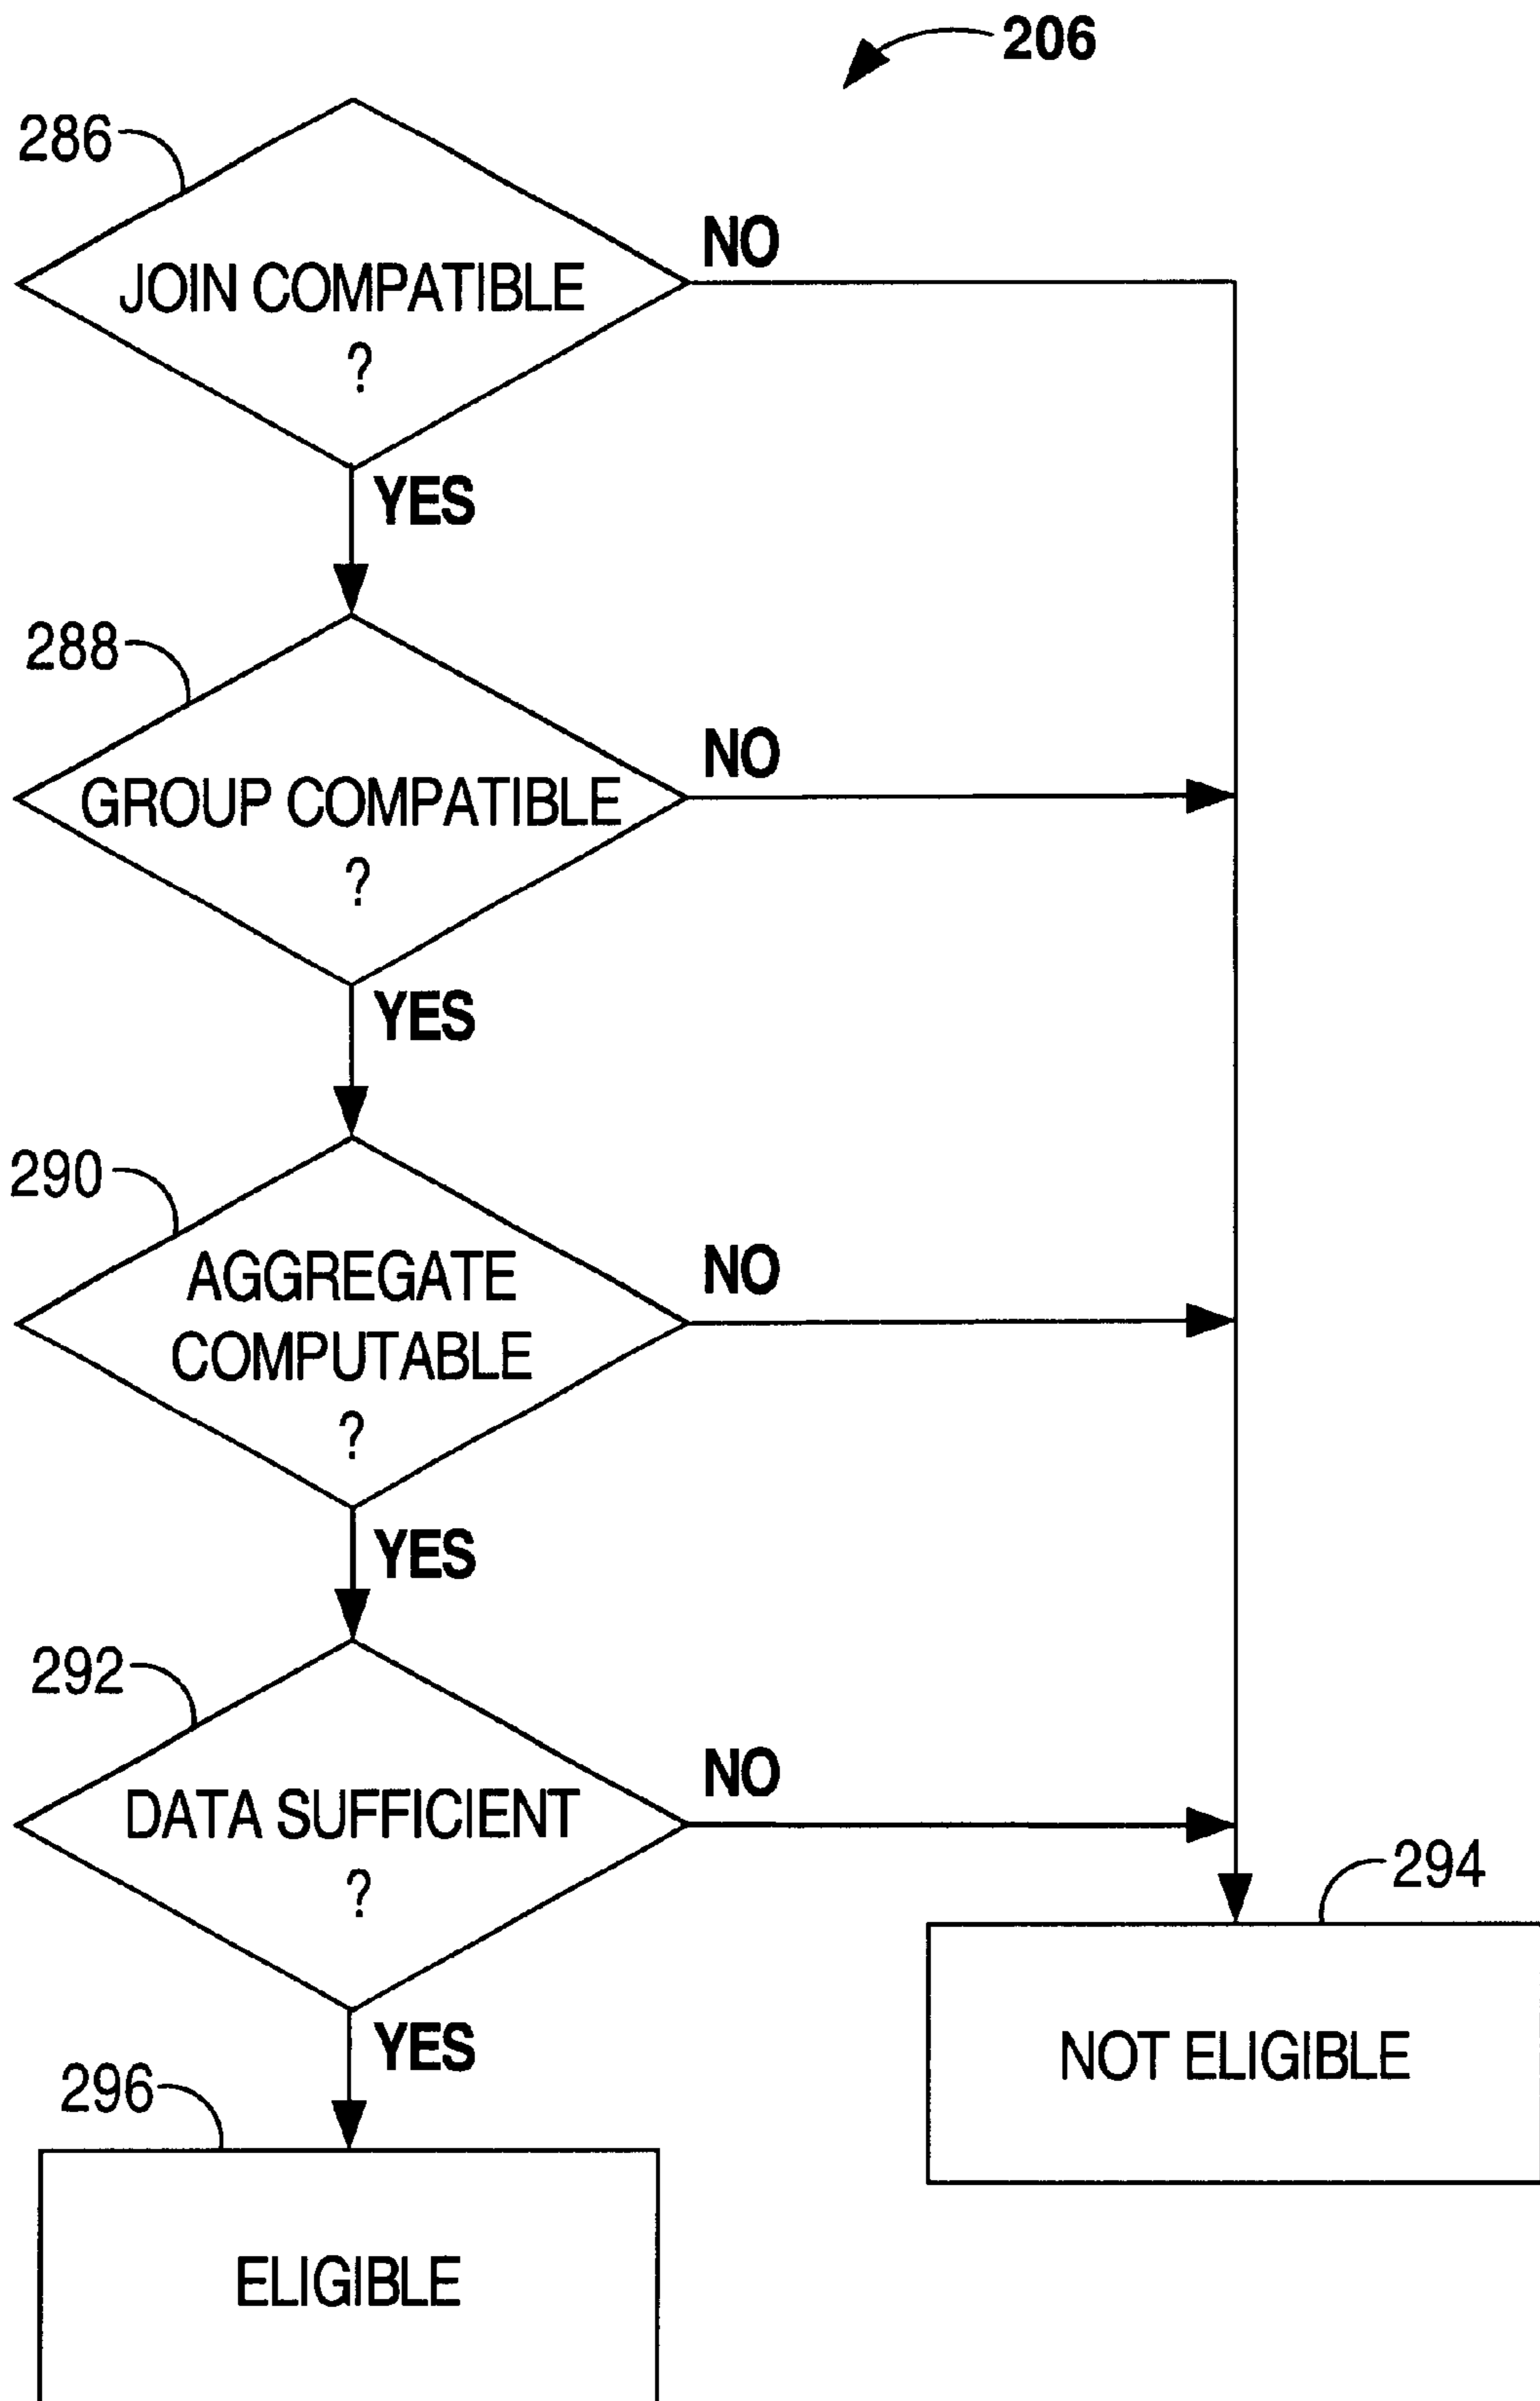 206
286
NO
JOIN COMPATIBLE
?
YES
288
NO
GROUP COMPATIBLE
?
YES
290
NO
AGGREGATE
COMPUTABLE
?
YES
292
NO
DATA SUFFICIENT
?
294
YES
NOT ELIGIBLE
296
ELIGIBLE